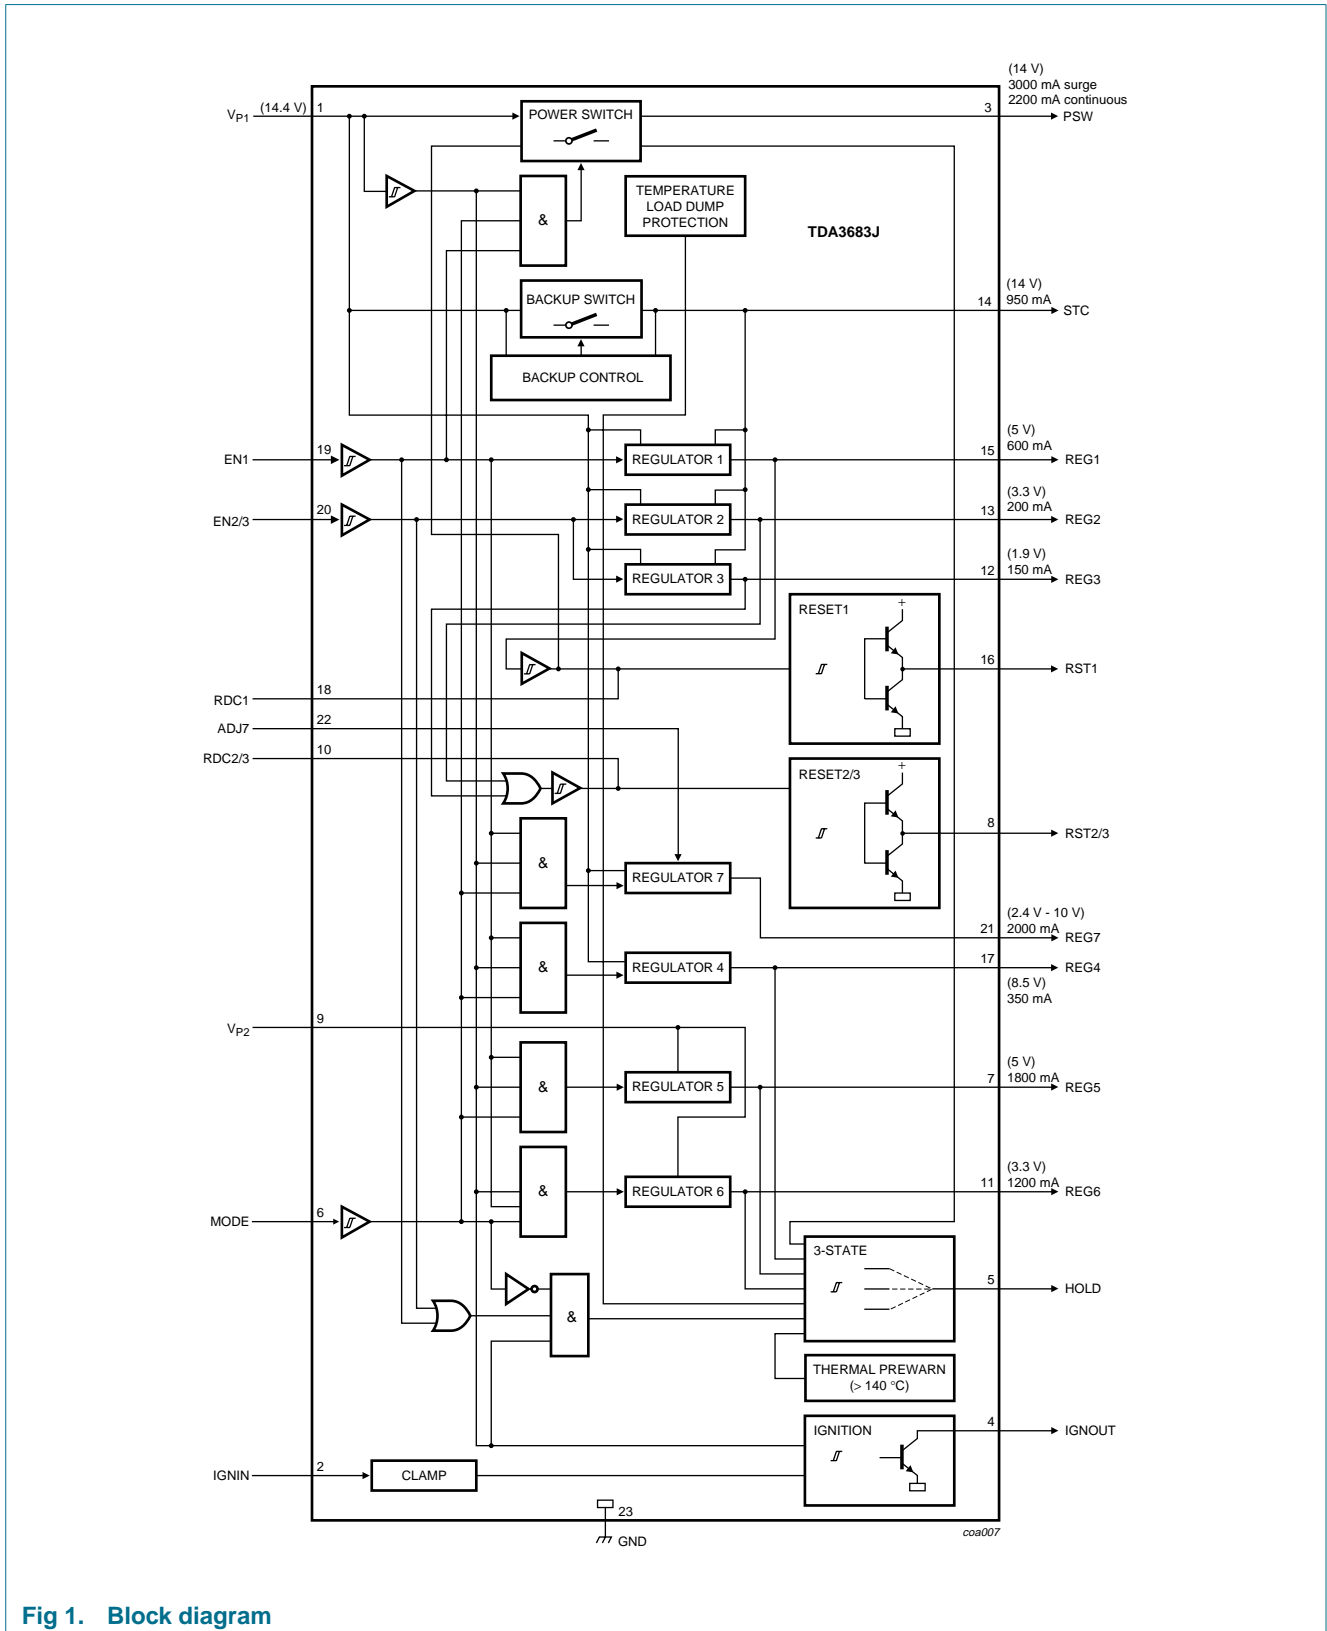 (14 V)
3000 mA surge
2200 mA continuous
VP1 (14.4 V) 1
POWER SWITCH
3
PSW
TEMPERATURE
LOAD DUMP
PROTECTION
&
TDA3683J
(14 V)
950 mA
BACKUP SWITCH
14
STC
BACKUP CONTROL
(5 V)
600 mA
EN1
19
REGULATOR 1
15
REG1
(3.3 V)
200 mA
EN2/3
20
REGULATOR 2
13
REG2
(1.9 V)
150 mA
REGULATOR 3
12
REG3
RESET1
+
16
RST1
RDC1
18
ADJ7
22
RDC2/3
10
RESET2/3
+
8
RST2/3
&
REGULATOR 7
(2.4 V - 10 V)
2000 mA
21
REG7
&
REGULATOR 4
17
REG4
(8.5 V)
350 mA
VP2
9
(5 V)
1800 mA
&
REGULATOR 5
7
REG5
(3.3 V)
1200 mA
&
REGULATOR 6
11
REG6
MODE
6
3-STATE
5
HOLD
&
THERMAL PREWARN
(> 140 °C)
IGNITION
4
IGNOUT
IGNIN
2
CLAMP
23
GND
coa007
Fig 1. Block diagram